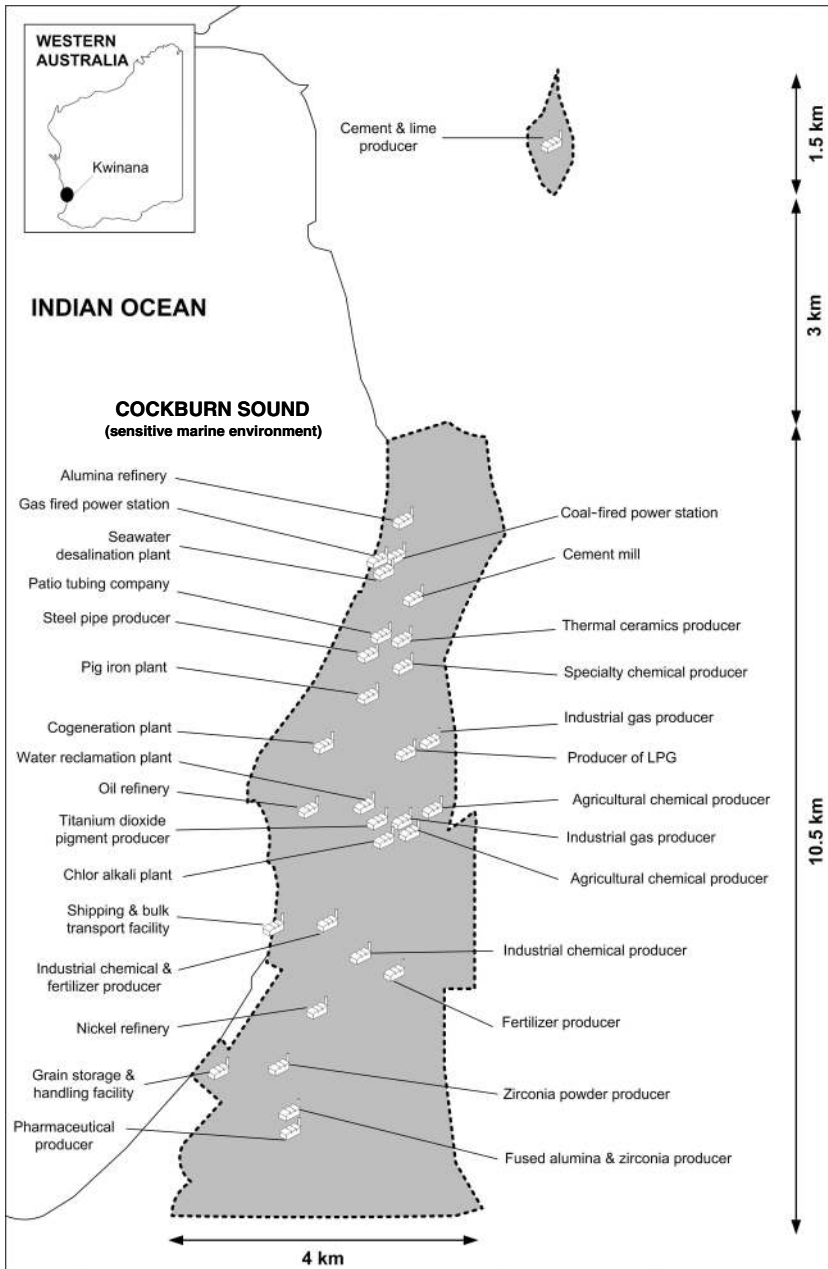 WESTERN
AUSTRALIA
Kwinana
Cement & lime
producer
1.5 km
3 km
INDIAN OCEAN
COCKBURN SOUND
(sensitive marine environment)
Alumina refinery
Gas fired power station
Seawater
desalination plant
Patio tubing company
Steel pipe producer
Pig iron plant
Cogeneration plant
Water reclamation plant
Oil refinery
Titanium dioxide
pigment producer
Chlor alkali plant
Shipping & bulk
transport facility
Industrial chemical &
fertilizer producer
Nickel refinery
Grain storage &
handling facility
Pharmaceutical
producer
Coal-fired power station
Cement mill
Thermal ceramics producer
Specialty chemical producer
Industrial gas producer
Producer of LPG
Agricultural chemical producer
Industrial gas producer
Agricultural chemical producer
Industrial chemical producer
Fertilizer producer
Zirconia powder producer
Fused alumina & zirconia producer
10.5 km
4 km